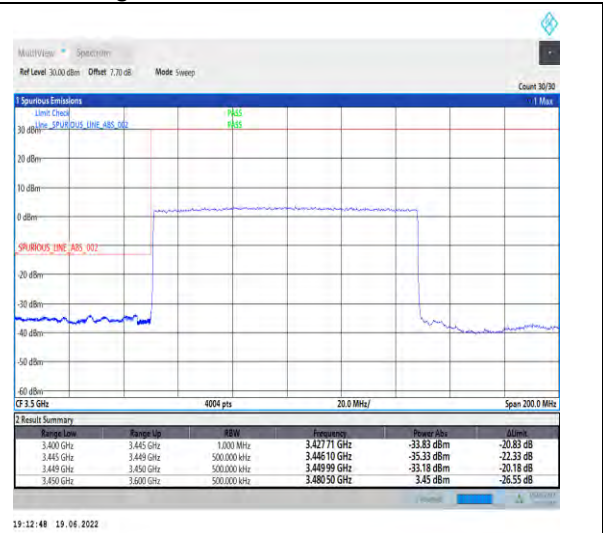 MultiView Spectrum
Ref Level 30.00 dBm Offset 7.70 dB Mode Sweep
Count 30/30
1 Spurious Emissions 1 Max
Limit Check PASS
Line _SPURIOUS_LINE_ABS_002 PASS
30 dBm
20 dBm
10 dBm
0 dBm
_SPURIOUS_LINE_ABS_002
-20 dBm
-30 dBm
-40 dBm
-50 dBm
-60 dBm
CF 3.5 GHz 4004 pts 20.0 MHz/ Span 200.0 MHz
2 Result Summary
Range Low Range Up RBW Frequency Power Abs ΔLimit
3.400 GHz 3.445 GHz 1.000 MHz 3.42771 GHz -33.83 dBm -20.83 dB
3.445 GHz 3.449 GHz 500.000 kHz 3.44610 GHz -35.33 dBm -22.33 dB
3.449 GHz 3.450 GHz 500.000 kHz 3.44999 GHz -33.18 dBm -20.18 dB
3.450 GHz 3.600 GHz 500.000 kHz 3.48050 GHz 3.45 dBm -26.55 dB
19:12:48 19.06.2022